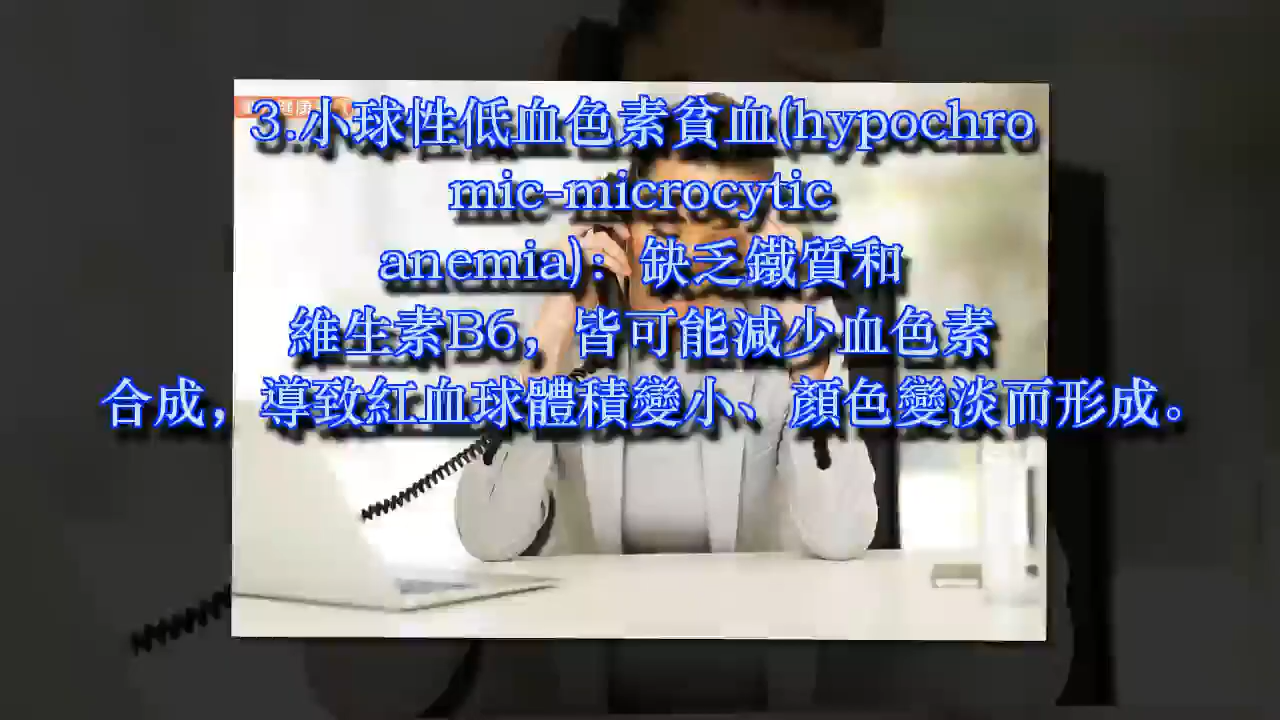 3.小球性低血色素貧血(hypochro
mic-microcytic
anemia)：缺乏鐵質和
維生素B6，皆可能減少血色素
合成，導致紅血球體積變小、顏色變淡而形成。